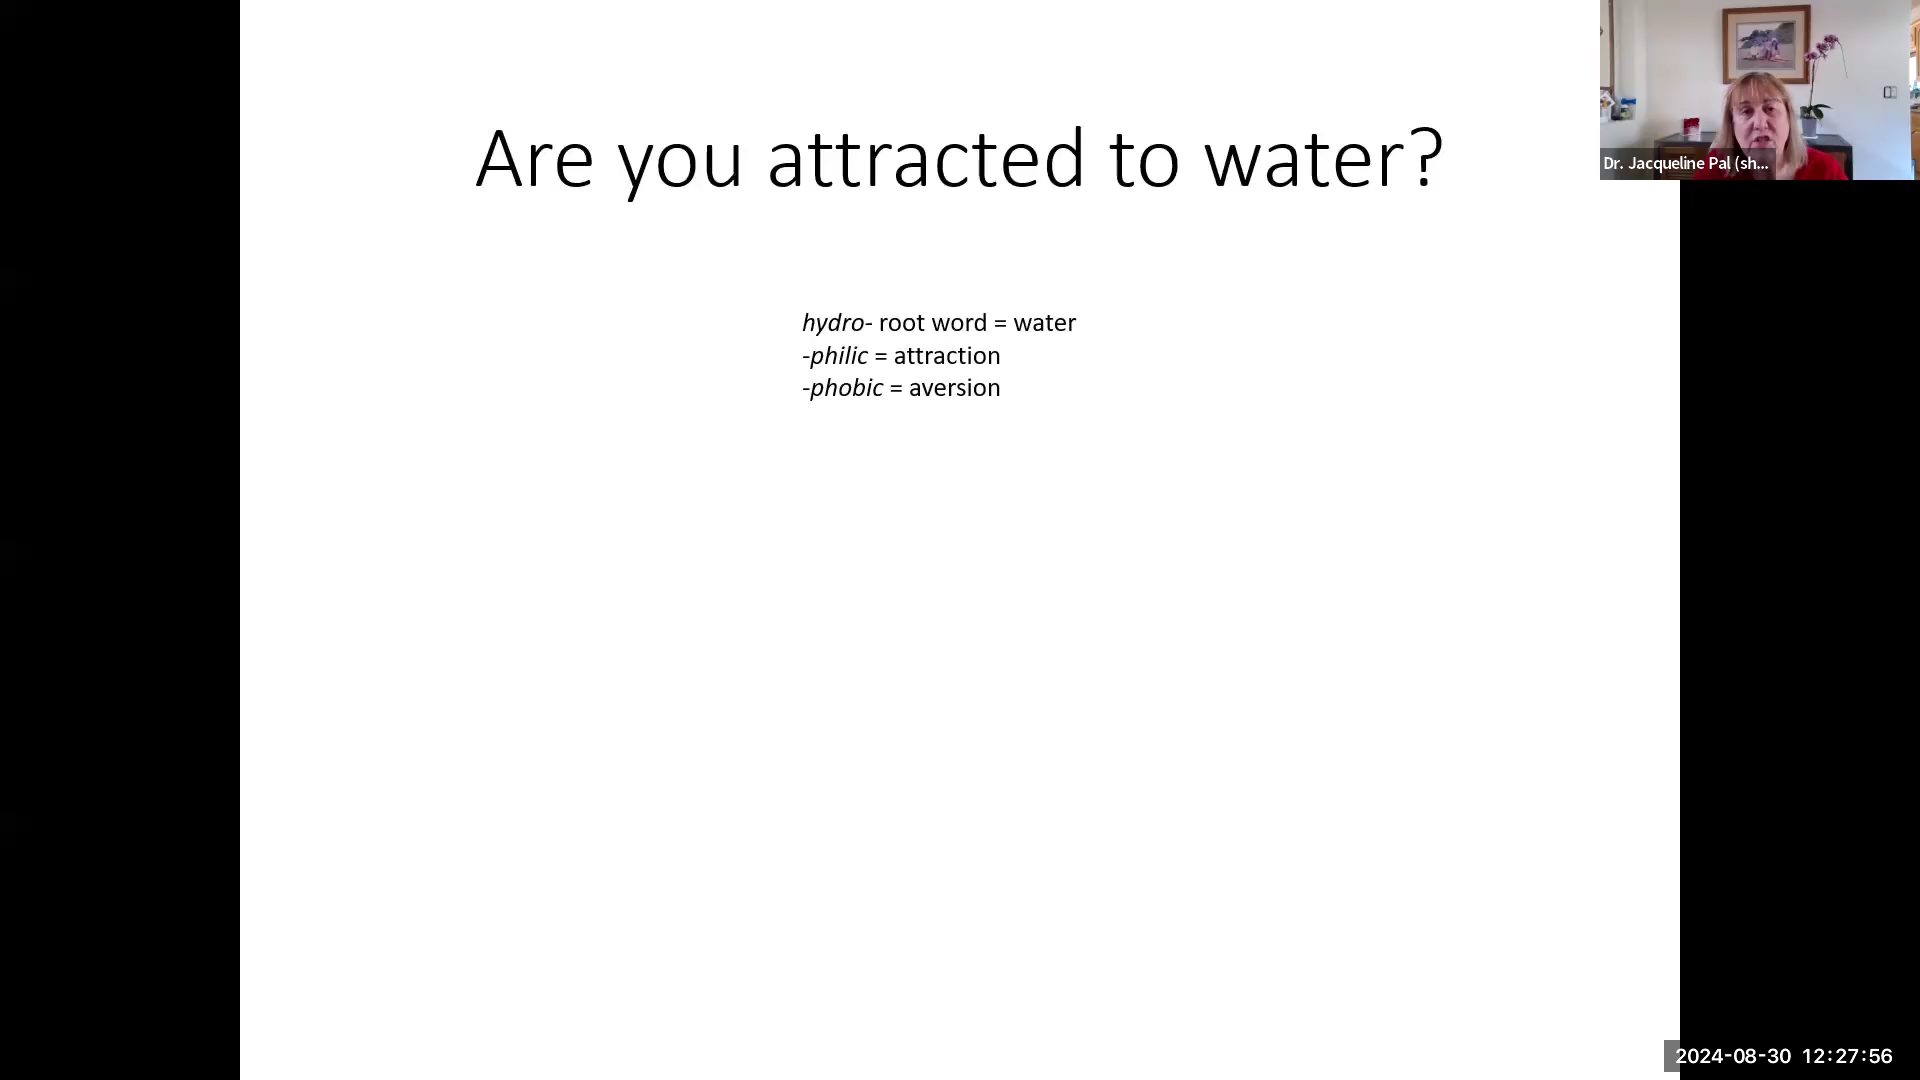 Are you attracted to water?
hydro- root word = water
-philic = attraction
-phobic = aversion
Dr. Jacqueline Pal (sh...
2024-08-30 12:27:56